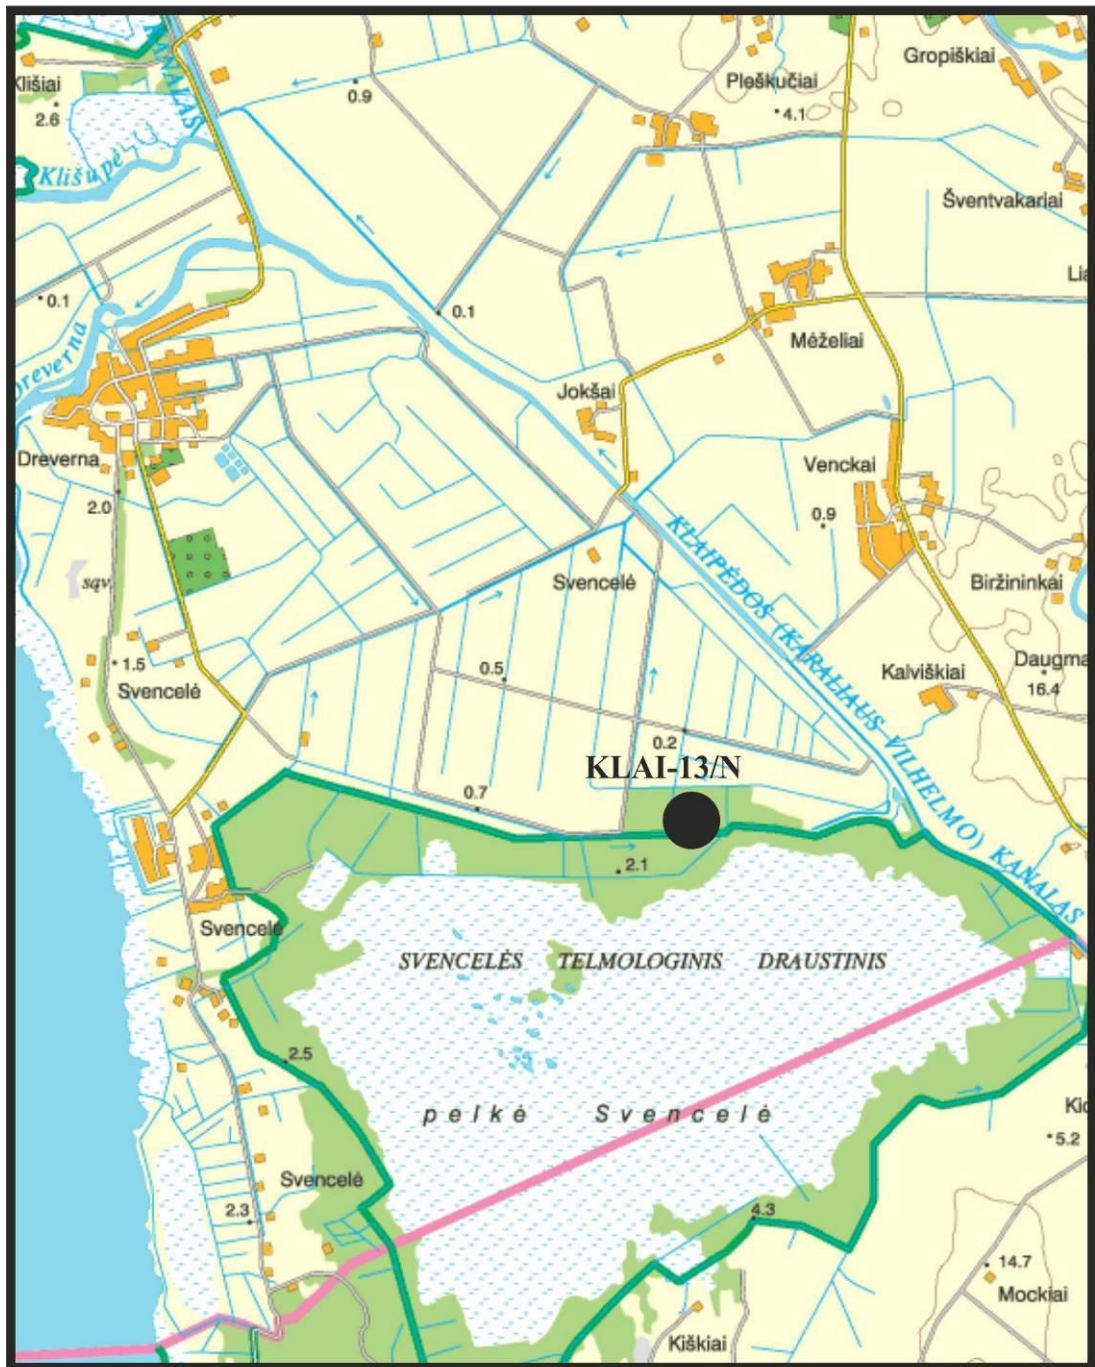 Gropiškiai
Pleškučiai
4.1
KANALAS
Klišiai
2.6
0.9
Klišupė
Šventvakariai
0.1
0.1
Dreverna
Mėželiai
Jokšai
Dreverna
Venckai
2.0
0.9
sąv.
Svencelė
Biržininkai
KLAIPĖDOS (KARALIAUS VILHELMO) KANALAS
1.5
Svencelė
0.5
Kalviškiai
Daugma
16.4
0.2
KLAI-13/N
0.7
2.1
Svencelė
SVENCELĖS TELMOLOGINIS DRAUSTINIS
2.5
pelkė Svencelė
5.2
Svencelė
2.3
4.3
14.7
Mockiai
Kiškiai